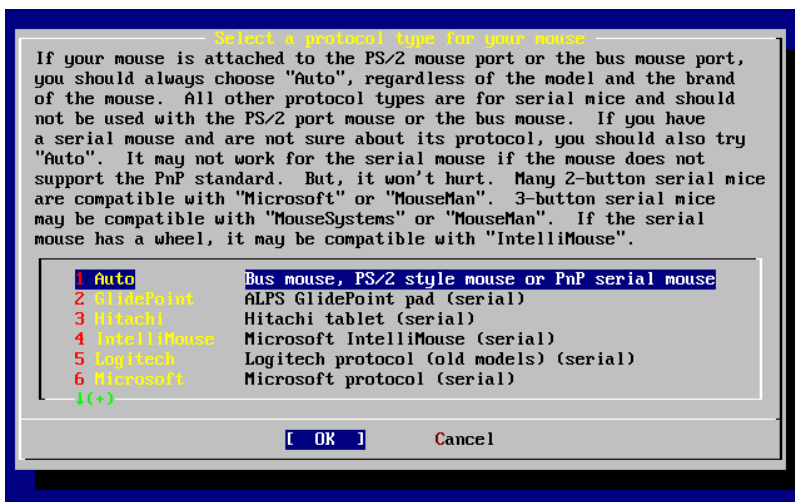 Select a protocol type for your mouse
If your mouse is attached to the PS/2 mouse port or the bus mouse port,
you should always choose "Auto", regardless of the model and the brand
of the mouse.  All other protocol types are for serial mice and should
not be used with the PS/2 port mouse or the bus mouse.  If you have
a serial mouse and are not sure about its protocol, you should also try
"Auto".  It may not work for the serial mouse if the mouse does not
support the PnP standard.  But, it won't hurt.  Many 2-button serial mice
are compatible with "Microsoft" or "MouseMan".  3-button serial mice
may be compatible with "MouseSystems" or "MouseMan".  If the serial
mouse has a wheel, it may be compatible with "IntelliMouse".
1 Auto Bus mouse, PS/2 style mouse or PnP serial mouse
2 GlidePoint ALPS GlidePoint pad (serial)
3 Hitachi Hitachi tablet (serial)
4 IntelliMouse Microsoft IntelliMouse (serial)
5 Logitech Logitech protocol (old models) (serial)
6 Microsoft Microsoft protocol (serial)
↓(+)
[ OK ] Cancel